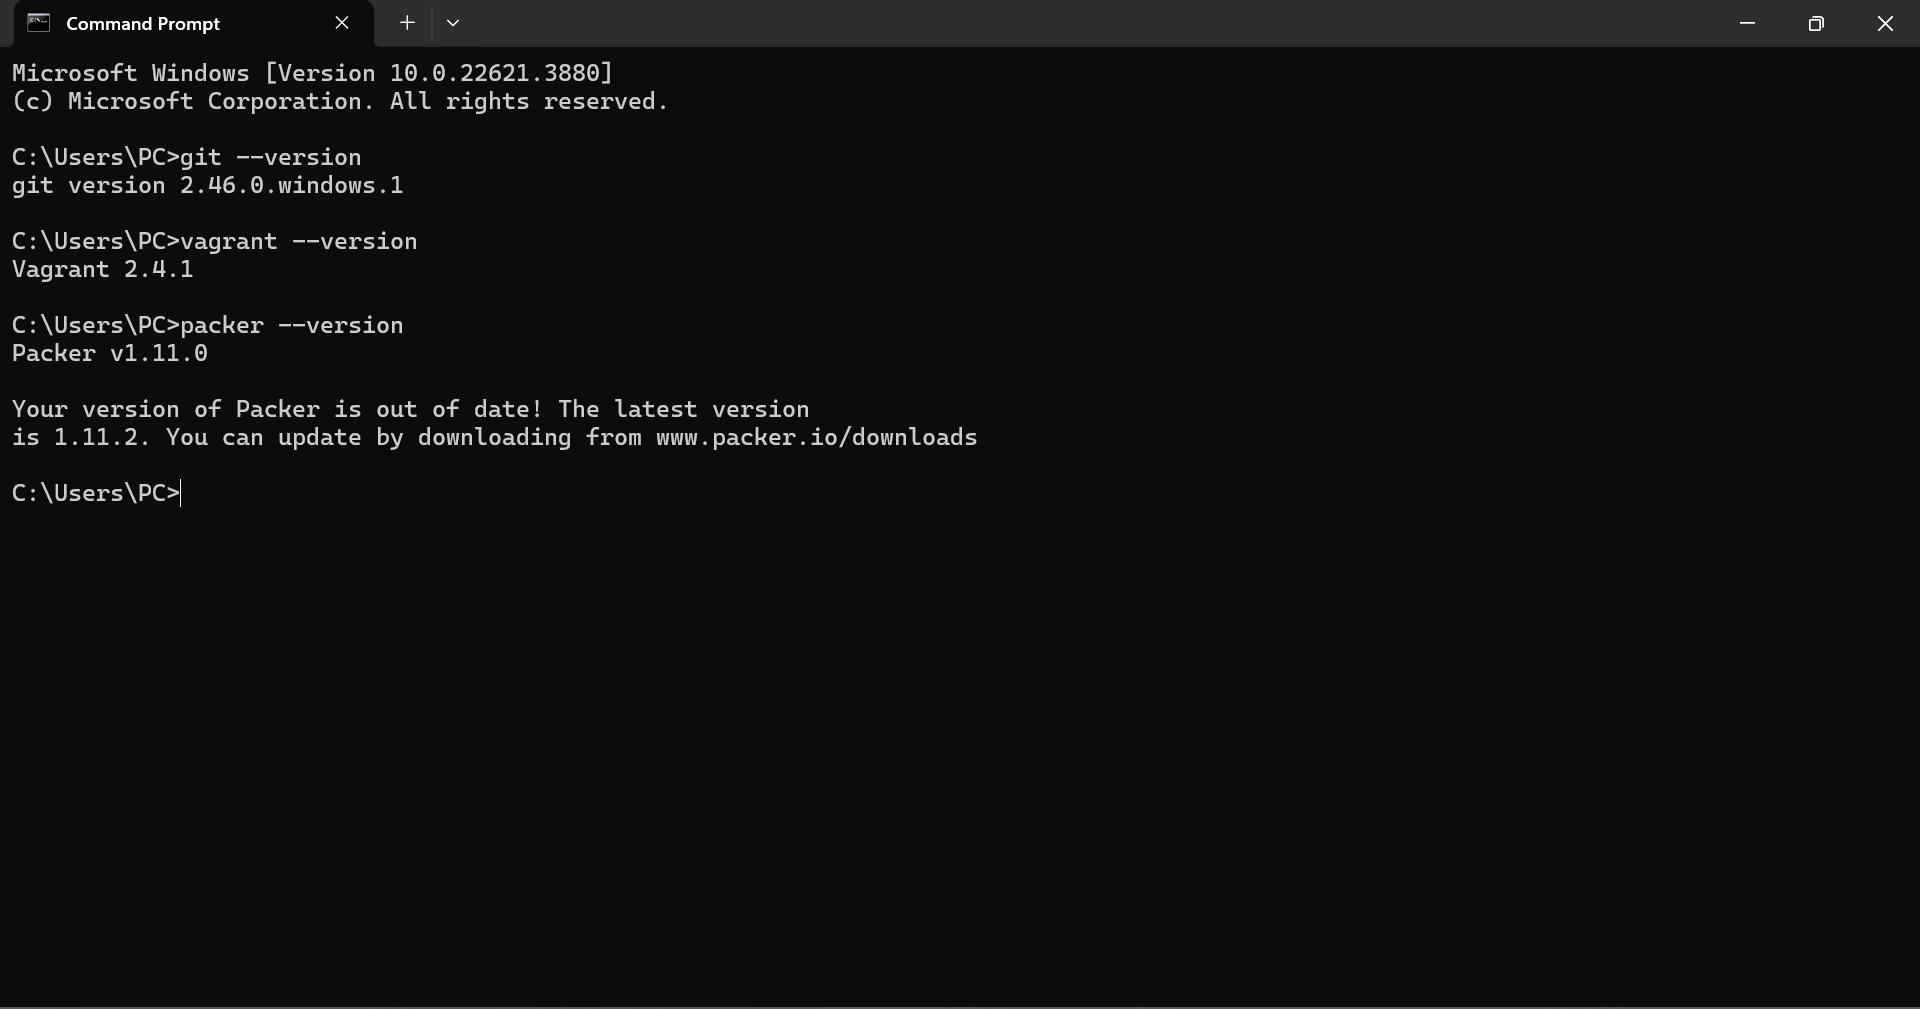 Command Prompt
Microsoft Windows [Version 10.0.22621.3880]
(c) Microsoft Corporation. All rights reserved.
C:\Users\PC>git --version
git version 2.46.0.windows.1
C:\Users\PC>vagrant --version
Vagrant 2.4.1
C:\Users\PC>packer --version
Packer v1.11.0
Your version of Packer is out of date! The latest version
is 1.11.2. You can update by downloading from www.packer.io/downloads
C:\Users\PC>